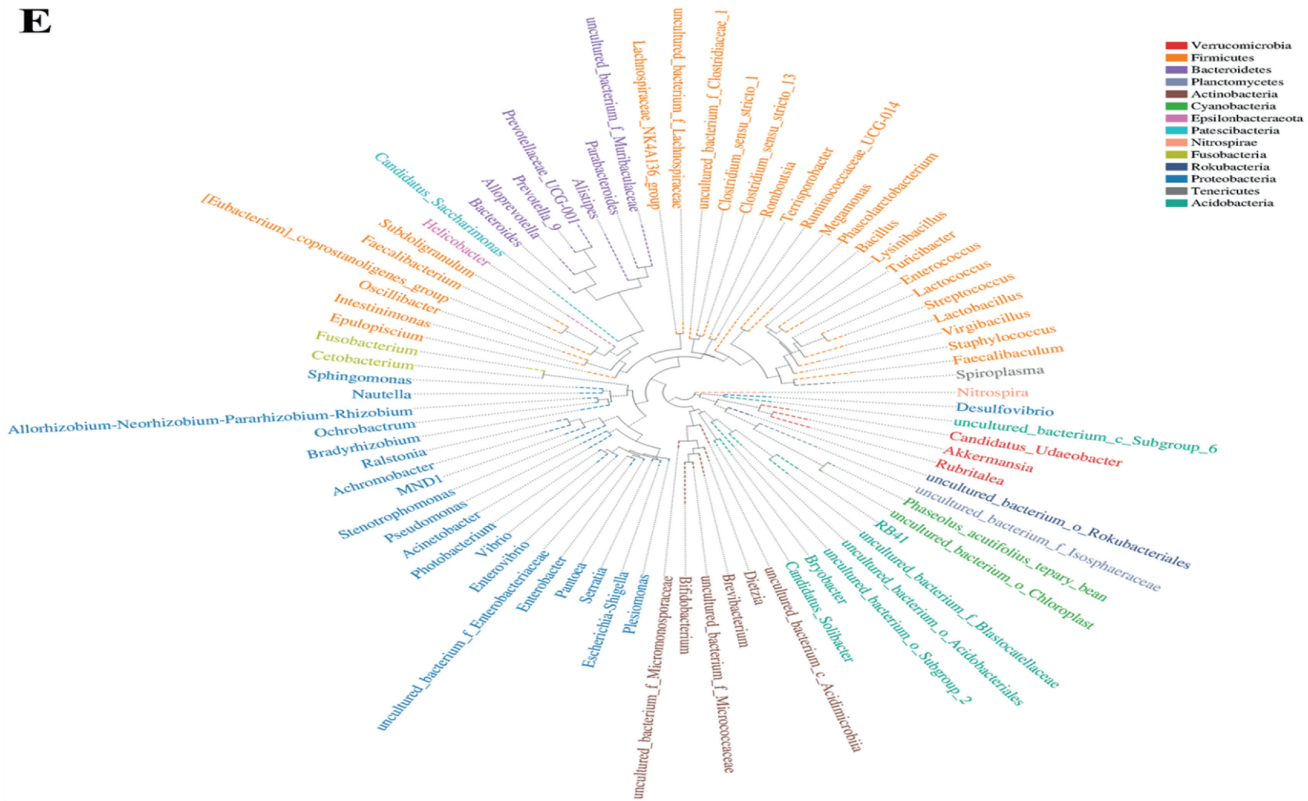 E
Verrucomicrobia
Firmicutes
Bacteroidetes
Planctomycetes
Actinobacteria
Cyanobacteria
Epsilonbacteraeota
Patescibacteria
Nitrospirae
Fusobacteria
Rokubacteria
Proteobacteria
Tenericutes
Acidobacteria
uncultured_bacterium_f_Lachnospiraceae
uncultured_bacterium_f_Clostridiaceae_1
Clostridium_sensu_stricto_1
Clostridium_sensu_stricto_13
Romboutsia
Terrisporobacter
Ruminococcaceae_UCG-014
Megamonas
Phascolarctobacterium
Bacillus
Lysinibacillus
Turicibacter
Enterococcus
Lactococcus
Streptococcus
Lactobacillus
Virgibacillus
Staphylococcus
Faecalibaculum
Spiroplasma
Nitrospira
Desulfovibrio
uncultured_bacterium_c_Subgroup_6
Candidatus_Udaeobacter
Akkermansia
Rubritalea
uncultured_bacterium_o_Rokubacteriales
uncultured_bacterium_f_Isosphaeraceae
Phaseolus_acutifolius_tepary_bean
uncultured_bacterium_o_Chloroplast
RB41
uncultured_bacterium_f_Blastocatellaceae
uncultured_bacterium_o_Acidobacteriales
uncultured_bacterium_o_Subgroup_2
Bryobacter
Candidatus_Solibacter
uncultured_bacterium_c_Acidimicrobiia
Dietzia
Brevibacterium
uncultured_bacterium_f_Micrococcaceae
Bifidobacterium
uncultured_bacterium_f_Micromonosporaceae
Plesiomonas
Escherichia-Shigella
Serratia
Pantoea
Enterobacter
uncultured_bacterium_f_Enterobacteriaceae
Enterovibrio
Vibrio
Photobacterium
Acinetobacter
Pseudomonas
Stenotrophomonas
MND1
Achromobacter
Ralstonia
Bradyrhizobium
Ochrobactrum
Allorhizobium-Neorhizobium-Pararhizobium-Rhizobium
Nautella
Sphingomonas
Cetobacterium
Fusobacterium
Epulopiscium
Intestinimonas
Oscillibacter
[Eubacterium]_coprostanoligenes_group
Faecalibacterium
Subdoligranulum
Helicobacter
Candidatus_Saccharimonas
Bacteroides
Alloprevotella
Prevotella_9
Prevotellaceae_UCG-001
Alistipes
Parabacteroides
uncultured_bacterium_f_Muribaculaceae
Lachnospiraceae_NK4A136_group